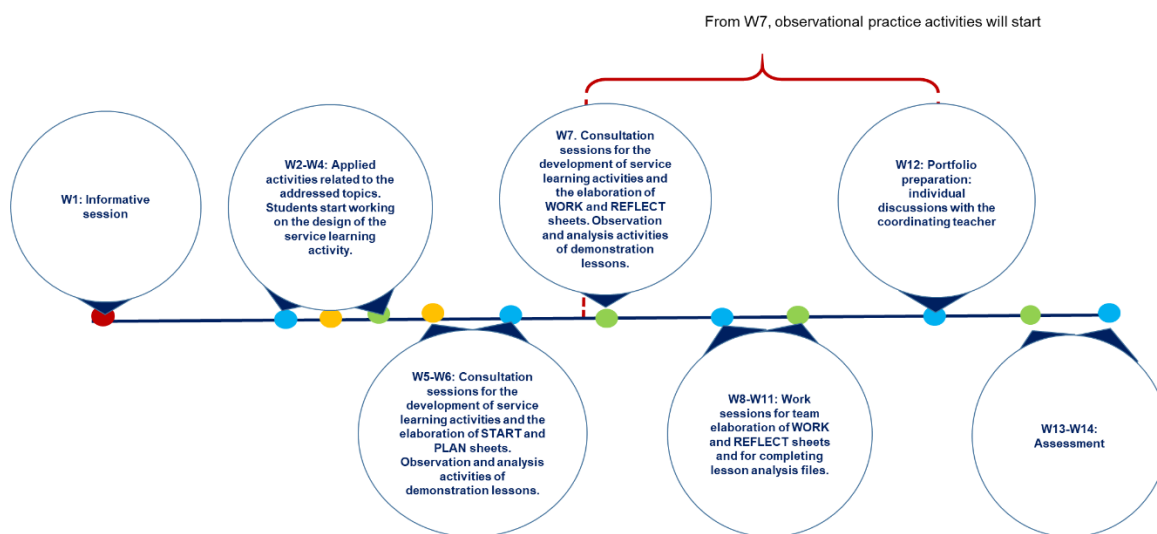 From W7, observational practice activities will start
W1: Informative
session
W2-W4: Applied
activities related to the
addressed topics.
Students start working
on the design of the
service learning
activity.
W7. Consultation
sessions for the
development of service
learning activities and
the elaboration of
WORK and REFLECT
sheets. Observation
and analysis activities
of demonstration
lessons.
W12: Portfolio
preparation:
individual
discussions with the
coordinating teacher
W5-W6: Consultation
sessions for the
development of service
learning activities and the
elaboration of START and
PLAN sheets.
Observation and analysis
activities of
demonstration lessons.
W8-W11: Work
sessions for team
elaboration of WORK
and REFLECT sheets
and for completing
lesson analysis files.
W13-W14:
Assessment